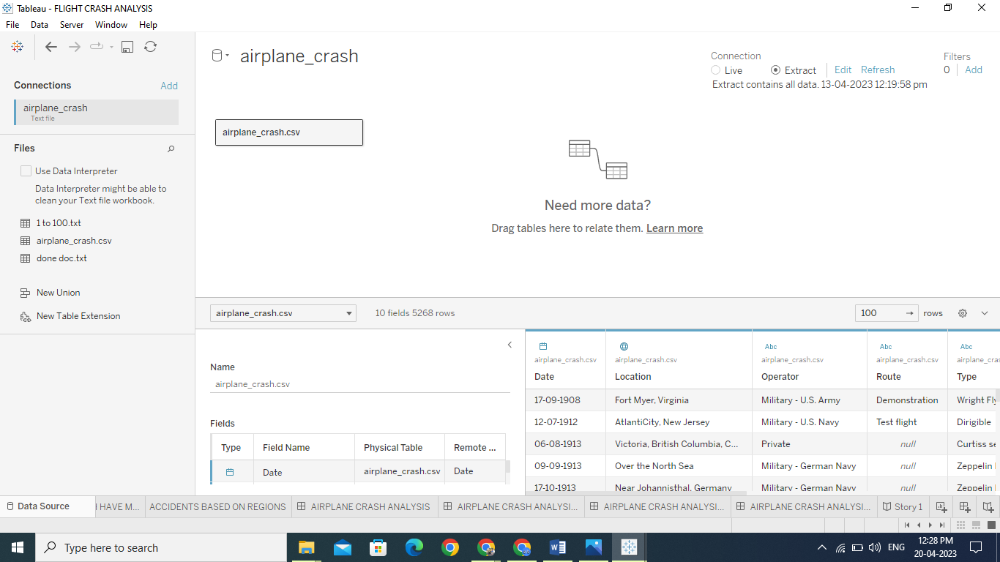 Tableau - FLIGHT CRASH ANALYSIS
File Data Server Window Help
airplane_crash
Connection
Live Extract Edit Refresh
Extract contains all data. 13-04-2023 12:19:58 pm
Filters
0 Add
Connections Add
airplane_crash
Text file
Files
Use Data Interpreter
Data Interpreter might be able to
clean your Text file workbook.
1 to 100.txt
airplane_crash.csv
done doc.txt
New Union
New Table Extension
airplane_crash.csv
Need more data?
Drag tables here to relate them. Learn more
airplane_crash.csv 10 fields 5268 rows 100 rows
Name
airplane_crash.csv
Fields
Type Field Name Physical Table Remote ...
Date airplane_crash.csv Date
Abc Abc Abc
airplane_crash.csv airplane_crash.csv airplane_crash.csv airplane_crash.csv airplane_cras
Date Location Operator Route Type
17-09-1908 Fort Myer, Virginia Military - U.S. Army Demonstration Wright Fly
12-07-1912 AtlantiCity, New Jersey Military - U.S. Navy Test flight Dirigible
06-08-1913 Victoria, British Columbia, C... Private null Curtiss se
09-09-1913 Over the North Sea Military - German Navy null Zeppelin
17-10-1913 Near Johannisthal, Germany Military - German Navy null Zeppelin
Data Source I HAVE M... ACCIDENTS BASED ON REGIONS AIRPLANE CRASH ANALYSIS AIRPLANE CRASH ANALYSI... AIRPLANE CRASH ANALYSI... AIRPLANE CRASH ANALYSI... Story 1
Type here to search
ENG
12:28 PM
20-04-2023